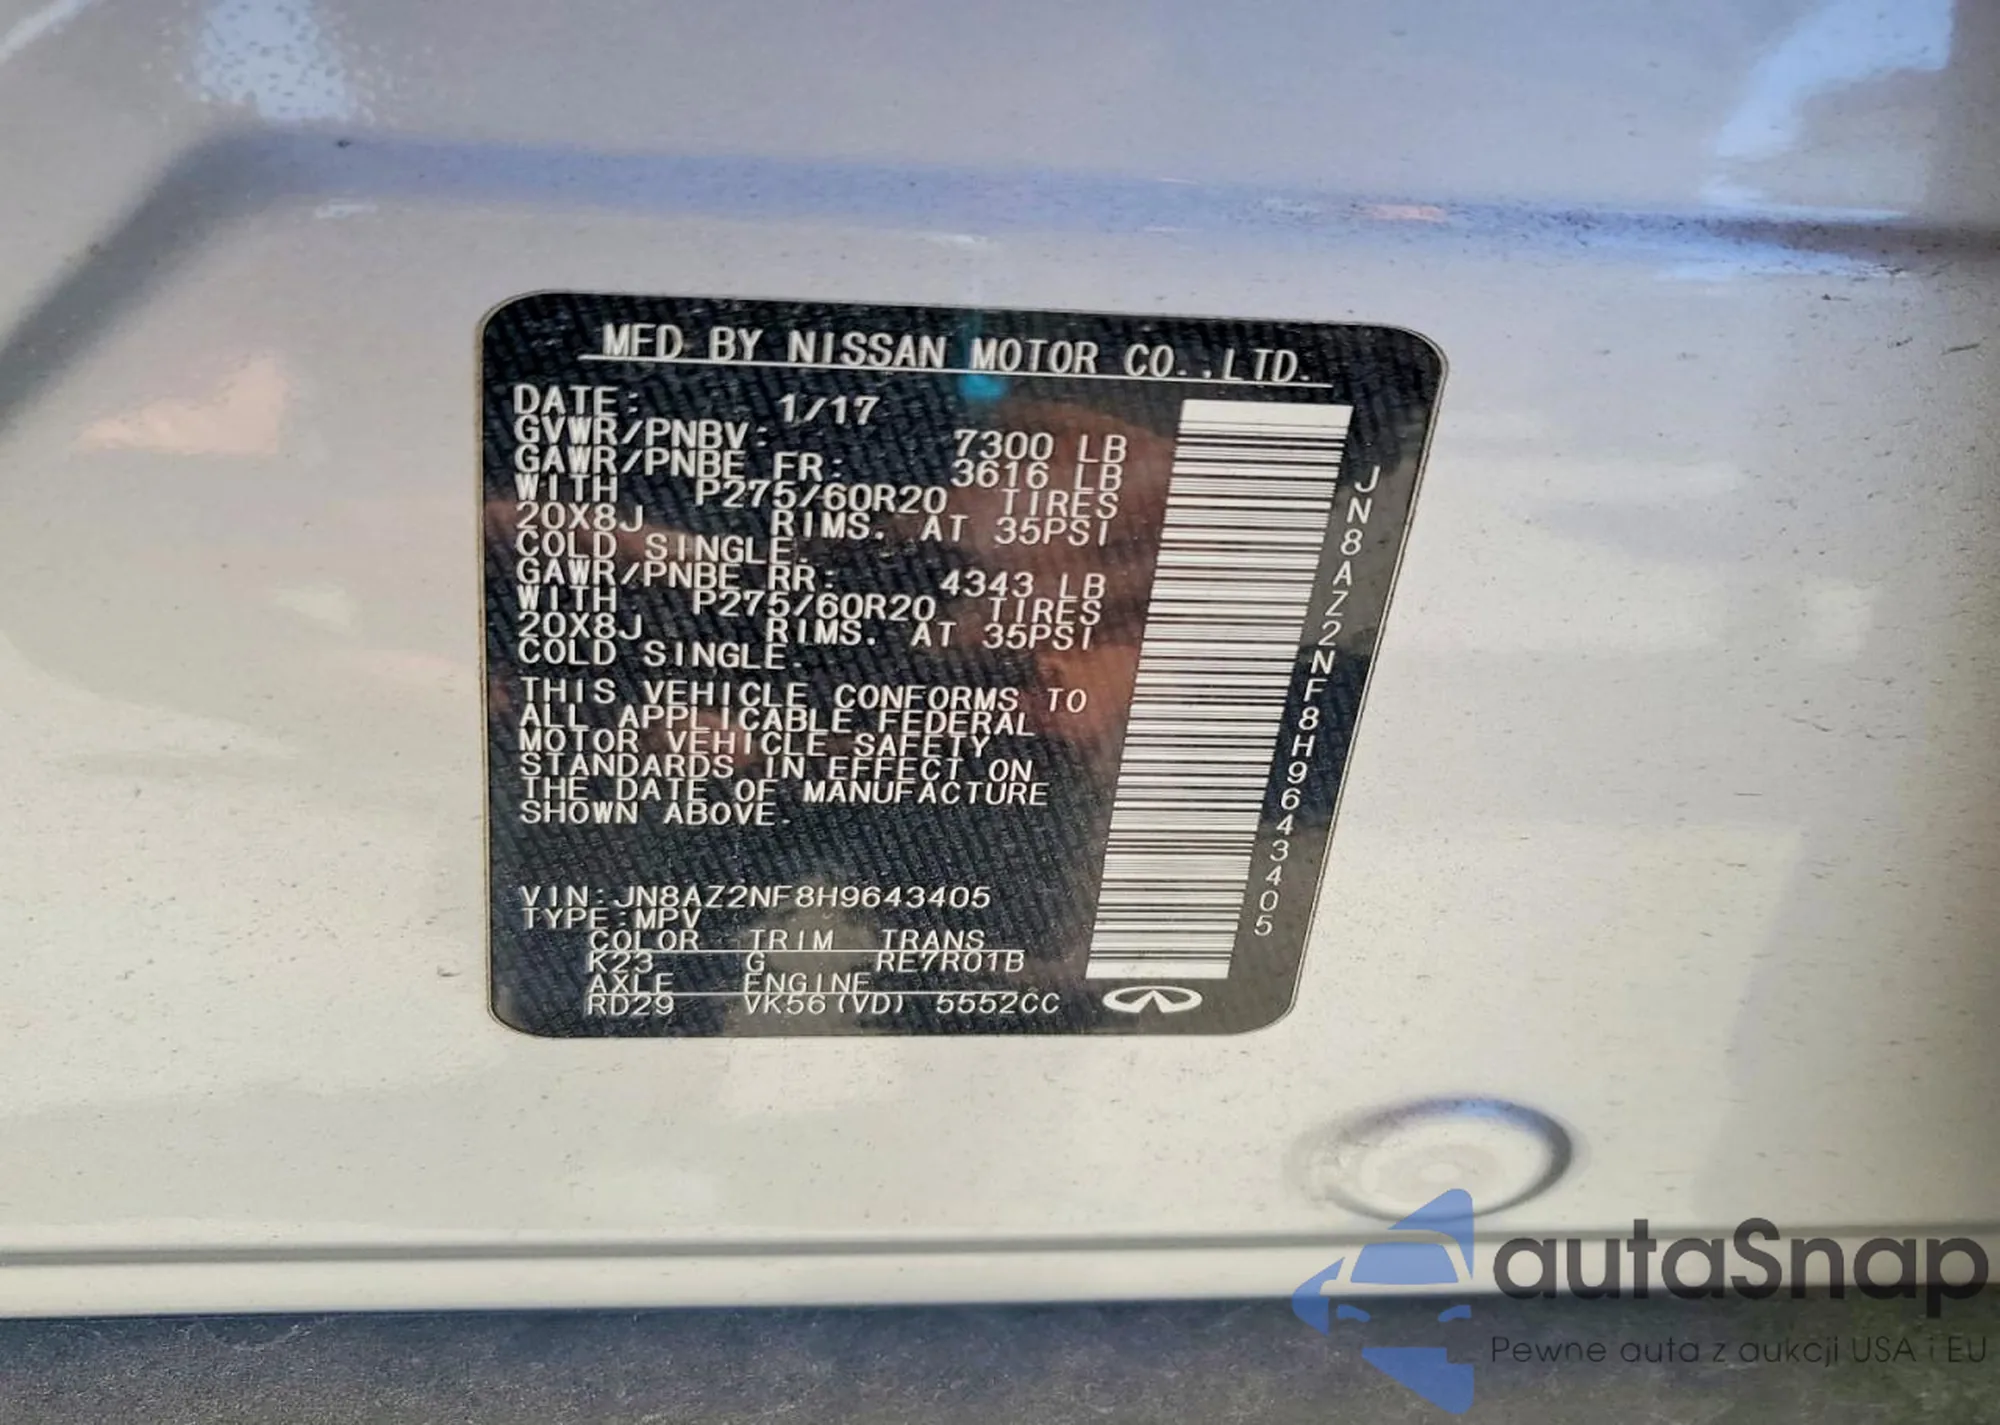 MFD BY NISSAN MOTOR CO.,LTD.
DATE: 1/17
GVWR/PNBV: 7300 LB
GAWR/PNBE FR: 3616 LB
WITH P275/60R20 TIRES
20X8J RIMS. AT 35PSI
COLD SINGLE.
GAWR/PNBE RR: 4343 LB
WITH P275/60R20 TIRES
20X8J RIMS. AT 35PSI
COLD SINGLE.
THIS VEHICLE CONFORMS TO
ALL APPLICABLE FEDERAL
MOTOR VEHICLE SAFETY
STANDARDS IN EFFECT ON
THE DATE OF MANUFACTURE
SHOWN ABOVE.
VIN:JN8AZ2NF8H9643405
TYPE:MPV
COLOR TRIM TRANS
K23 G RE7R01B
AXLE ENGINE
RD29 VK56(VD) 5552CC
JN8AZ2NF8H9643405
autaSnap
Pewne auta z aukcji USA i EU